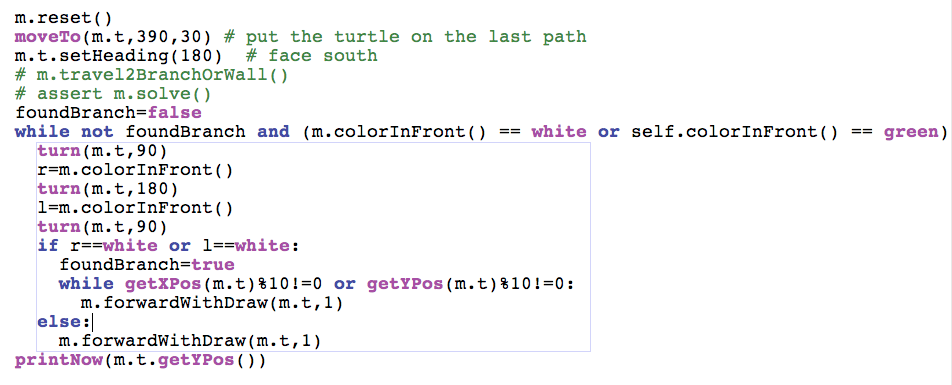 m.reset()
moveTo(m.t,390,30) # put the turtle on the last path
m.t.setHeading(180)  # face south
# m.travel2BranchOrWall()
# assert m.solve()
foundBranch=false
while not foundBranch and (m.colorInFront() == white or self.colorInFront() == green)
  turn(m.t,90)
  r=m.colorInFront()
  turn(m.t,180)
  l=m.colorInFront()
  turn(m.t,90)
  if r==white or l==white:
    foundBranch=true
    while getXPos(m.t)%10!=0 or getYPos(m.t)%10!=0:
      m.forwardWithDraw(m.t,1)
  else:
    m.forwardWithDraw(m.t,1)
printNow(m.t.getYPos())